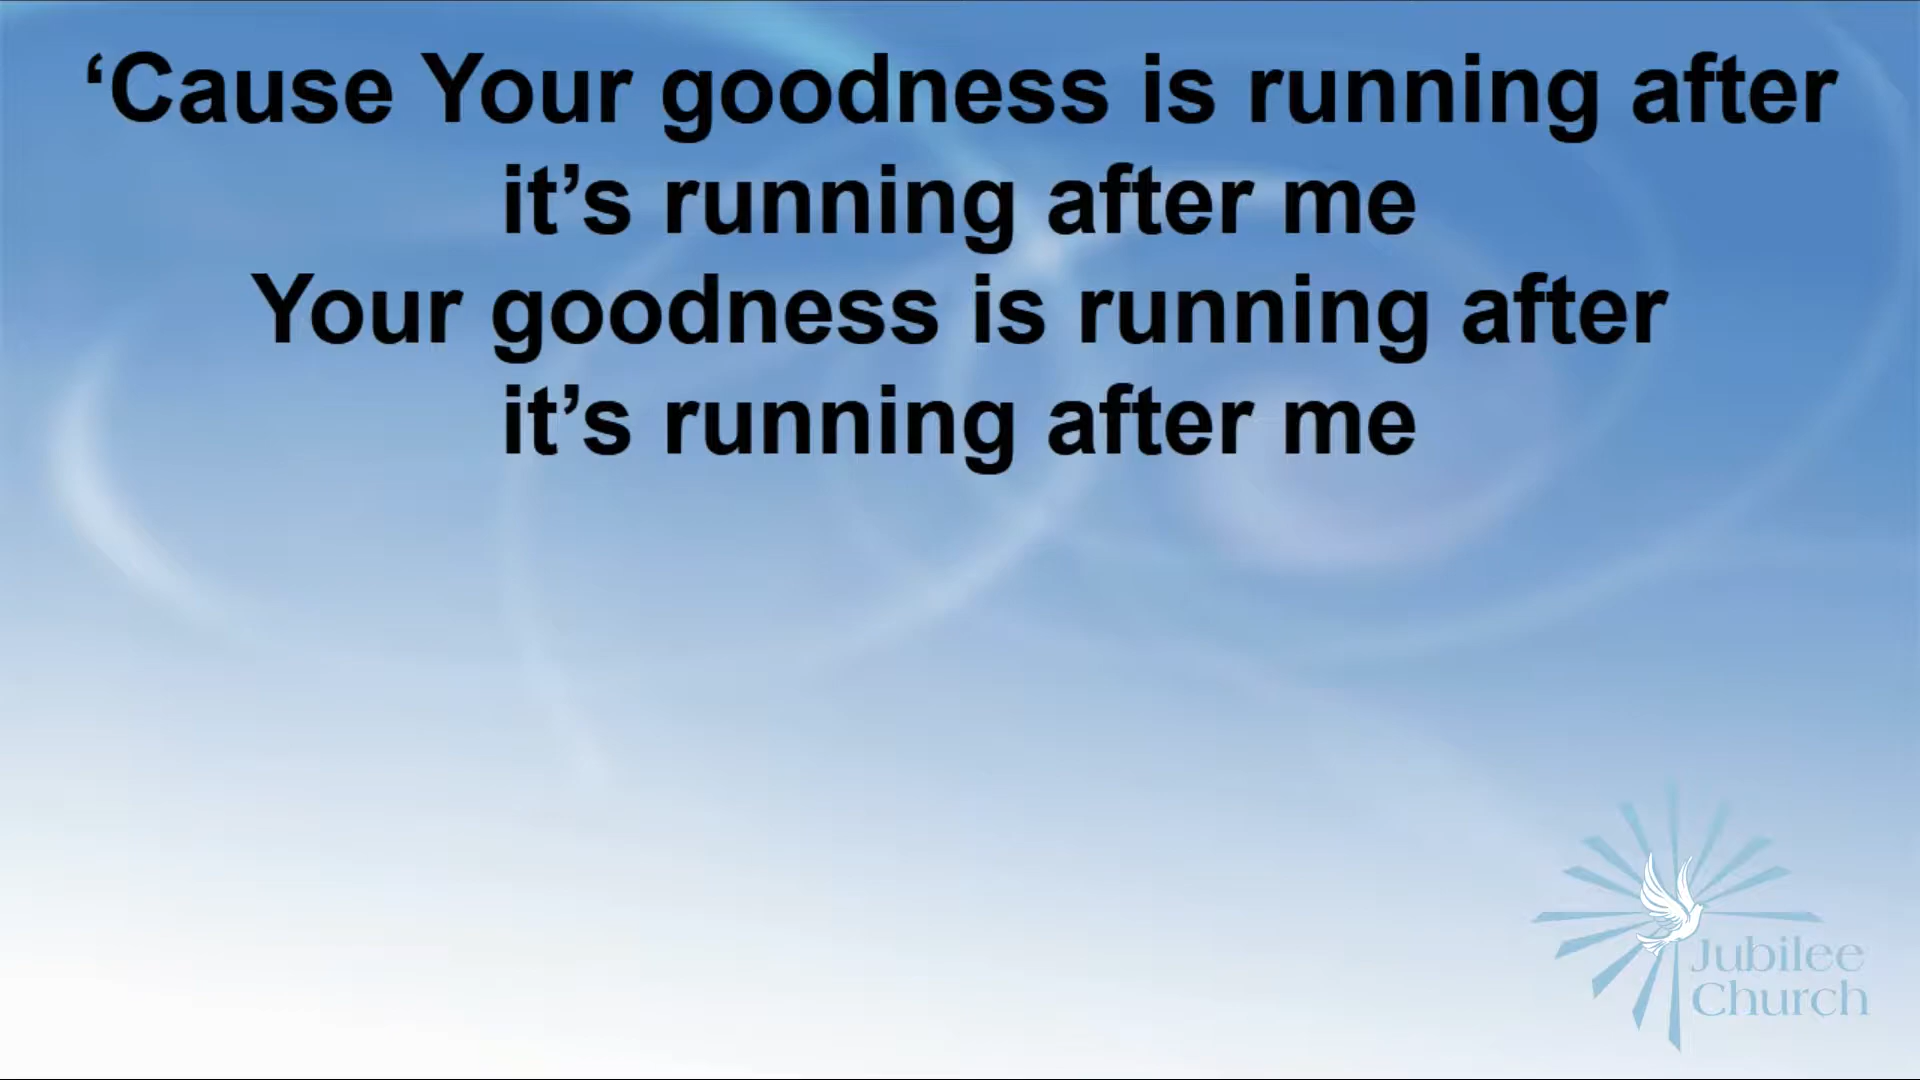 ‘Cause Your goodness is running after
it’s running after me
Your goodness is running after
it’s running after me
Jubilee
Church